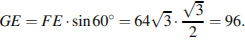 GE = FE · sin 60° = 64√3 · √3/2 = 96.